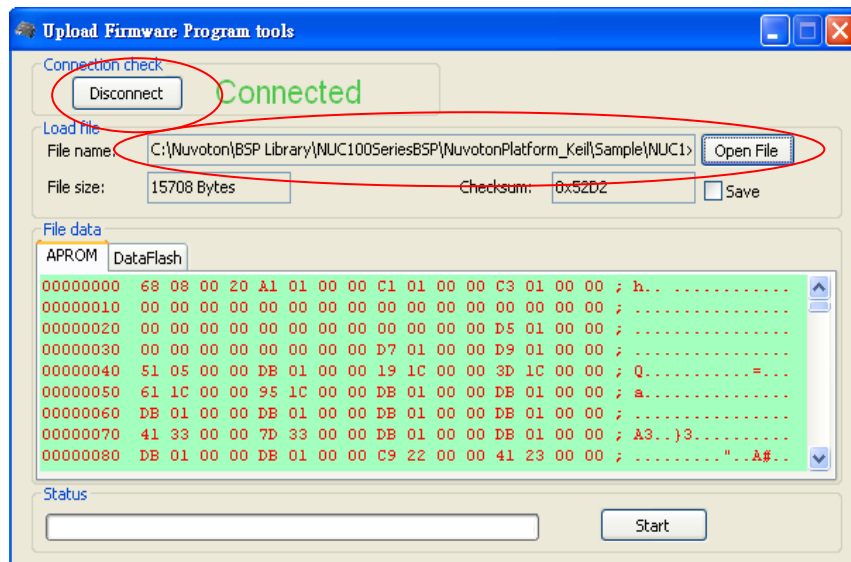 Upload Firmware Program tools
Connection check
Disconnect Connected
Load file
File name: C:\Nuvoton\BSP Library\NUC100SeriesBSP\NuvotonPlatform_Keil\Sample\NUC1 Open File
File size: 15708 Bytes Checksum: 0x52D2 Save
File data
APROM DataFlash
00000000 68 08 00 20 A1 01 00 00 C1 01 00 00 C3 01 00 00 ; h.. ............
00000010 00 00 00 00 00 00 00 00 00 00 00 00 00 00 00 00 ; ................
00000020 00 00 00 00 00 00 00 00 00 00 00 00 D5 01 00 00 ; ................
00000030 00 00 00 00 00 00 00 00 D7 01 00 00 D9 01 00 00 ; ................
00000040 51 05 00 00 DB 01 00 00 19 1C 00 00 3D 1C 00 00 ; Q...........=...
00000050 61 1C 00 00 95 1C 00 00 DB 01 00 00 DB 01 00 00 ; a...............
00000060 DB 01 00 00 DB 01 00 00 DB 01 00 00 DB 01 00 00 ; ................
00000070 41 33 00 00 7D 33 00 00 DB 01 00 00 DB 01 00 00 ; A3..}3..........
00000080 DB 01 00 00 DB 01 00 00 C9 22 00 00 41 23 00 00 ; ........."..A#..
Status
Start